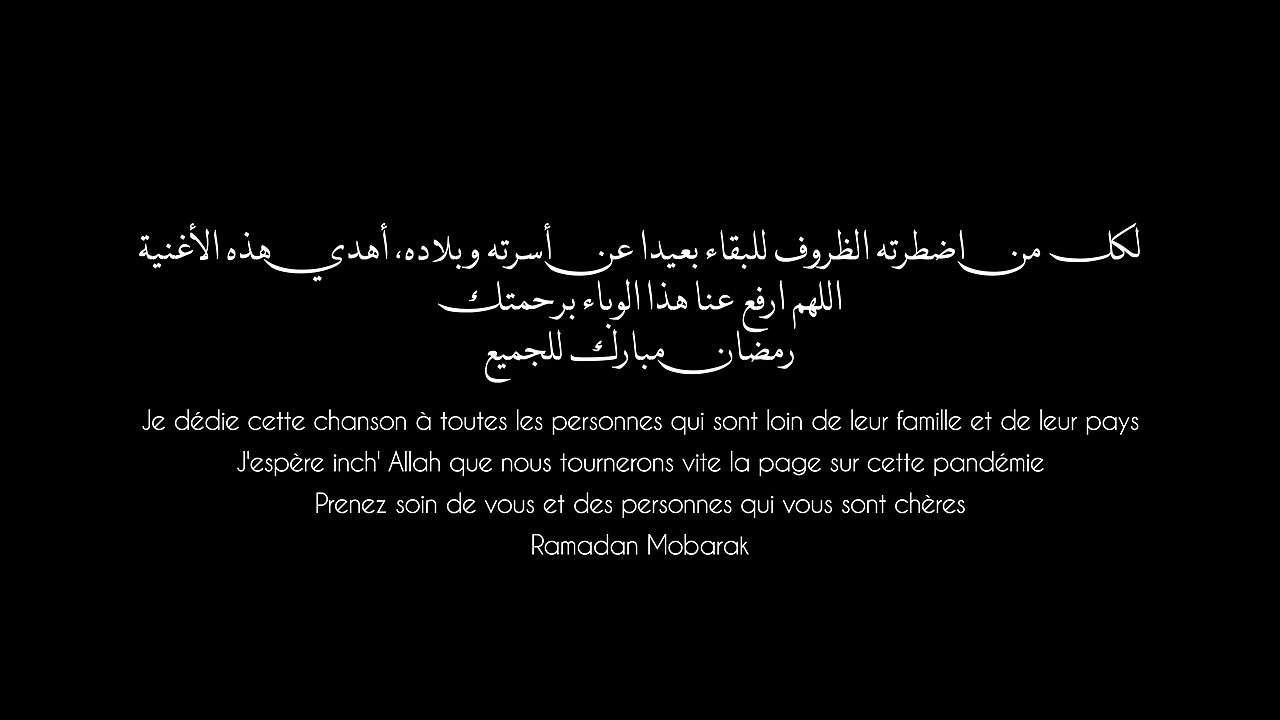 لكل من اضطرته الظروف للبقاء بعيدا عن أسرته وبلاده، أهدي هذه الأغنية
اللهم ارفع عنا هذا الوباء برحمتك
رمضان مبارك للجميع
Je dédie cette chanson à toutes les personnes qui sont loin de leur famille et de leur pays
J'espère inch' Allah que nous tournerons vite la page sur cette pandémie
Prenez soin de vous et des personnes qui vous sont chères
Ramadan Mobarak